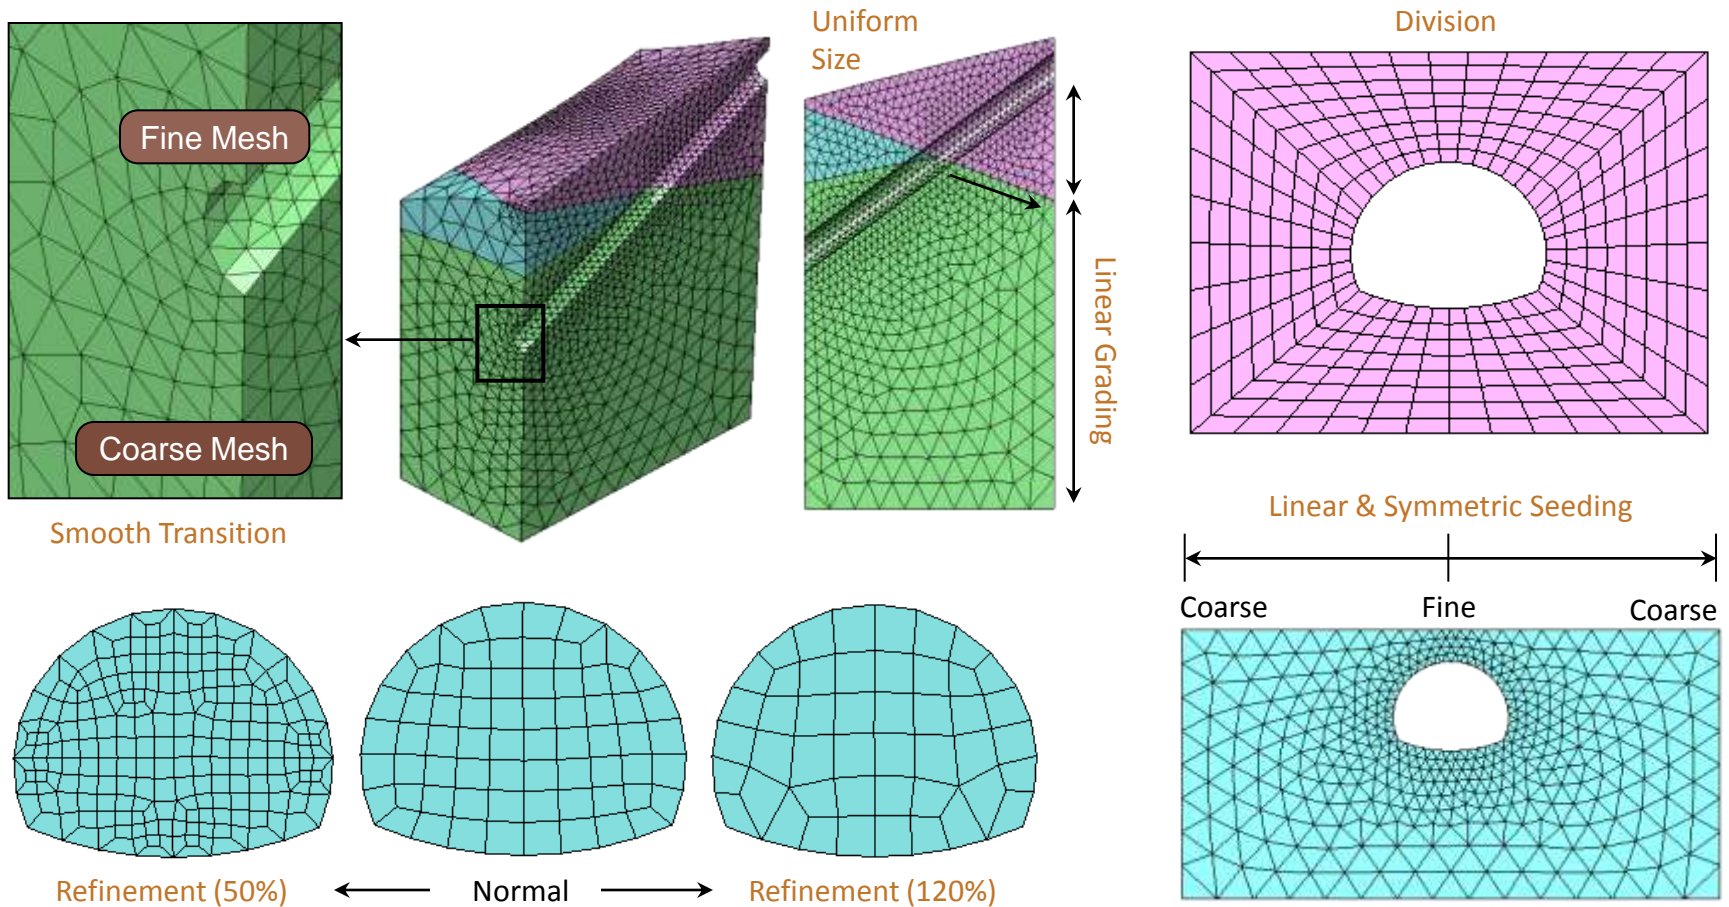 Uniform
Size
Division
Fine Mesh
Coarse Mesh
Linear Grading
Smooth Transition
Linear & Symmetric Seeding
Coarse
Fine
Coarse
Refinement (50%)
Normal
Refinement (120%)